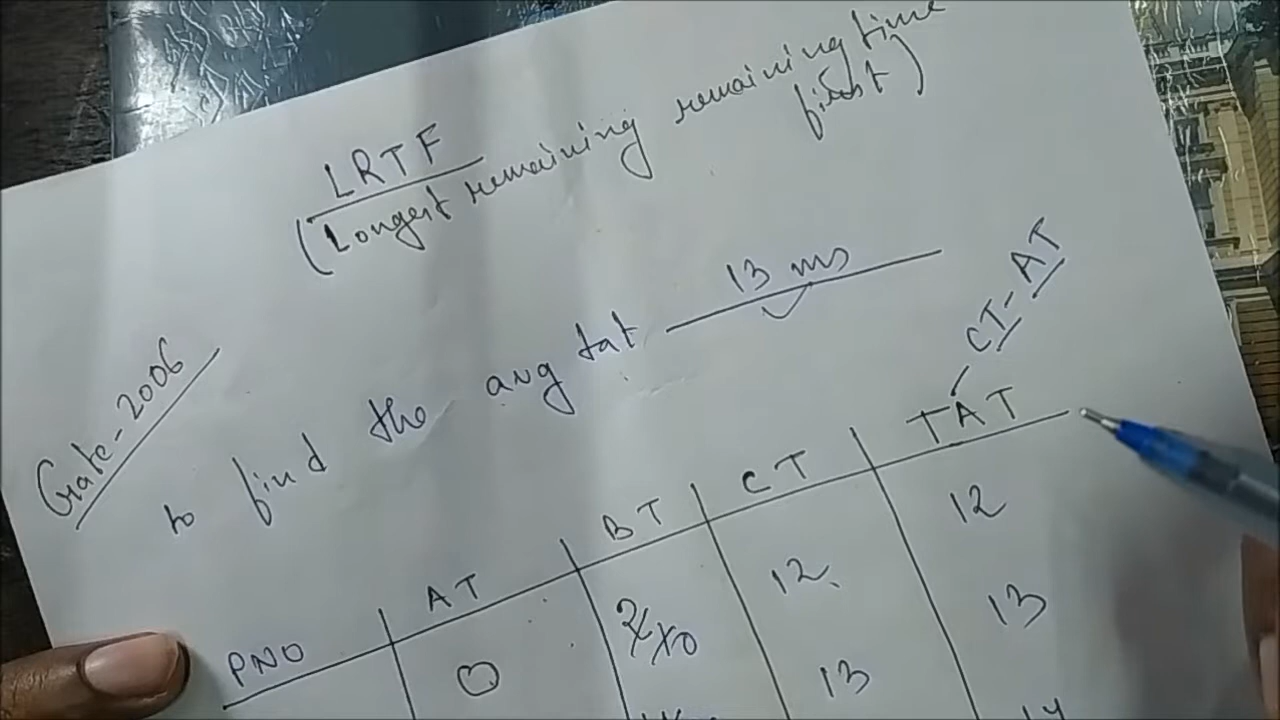 LRTF
(Longest remaining remaining time
first)
13 ms
CT-AT
Gate-2006
to find the avg tat
PNO AT BT CT TAT
0 12 12
13 13
14